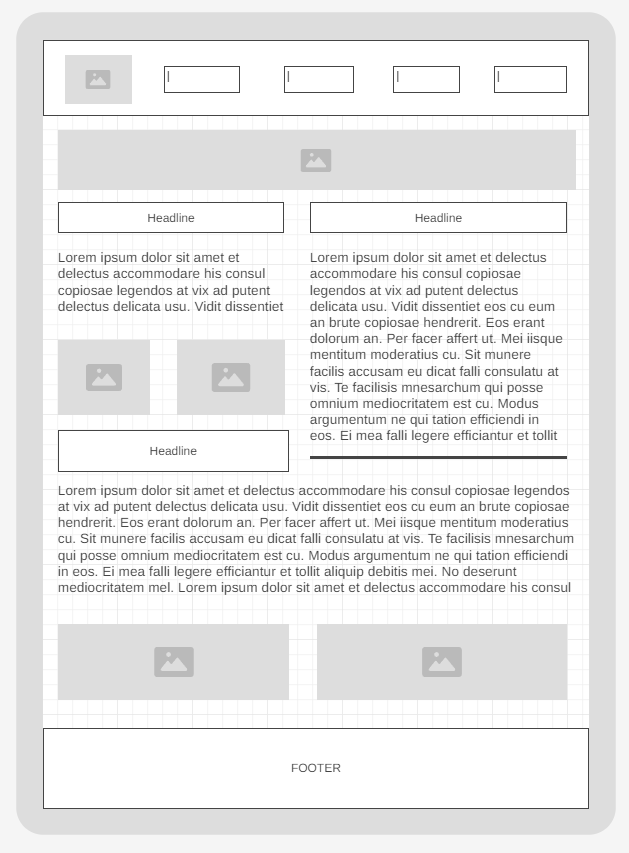 Headline
Lorem ipsum dolor sit amet et
delectus accommodare his consul
copiosae legendos at vix ad putent
delectus delicata usu. Vidit dissentiet
Headline
Lorem ipsum dolor sit amet et delectus
accommodare his consul copiosae
legendos at vix ad putent delectus
delicata usu. Vidit dissentiet eos cu eum
an brute copiosae hendrerit. Eos erant
dolorum an. Per facer affert ut. Mei iisque
mentitum moderatius cu. Sit munere
facilis accusam eu dicat falli consulatu at
vis. Te facilisis mnesarchum qui posse
omnium mediocritatem est cu. Modus
argumentum ne qui tation efficiendi in
eos. Ei mea falli legere efficiantur et tollit
Headline
Lorem ipsum dolor sit amet et delectus accommodare his consul copiosae legendos
at vix ad putent delectus delicata usu. Vidit dissentiet eos cu eum an brute copiosae
hendrerit. Eos erant dolorum an. Per facer affert ut. Mei iisque mentitum moderatius
cu. Sit munere facilis accusam eu dicat falli consulatu at vis. Te facilisis mnesarchum
qui posse omnium mediocritatem est cu. Modus argumentum ne qui tation efficiendi
in eos. Ei mea falli legere efficiantur et tollit aliquip debitis mei. No deserunt
mediocritatem mel. Lorem ipsum dolor sit amet et delectus accommodare his consul
FOOTER